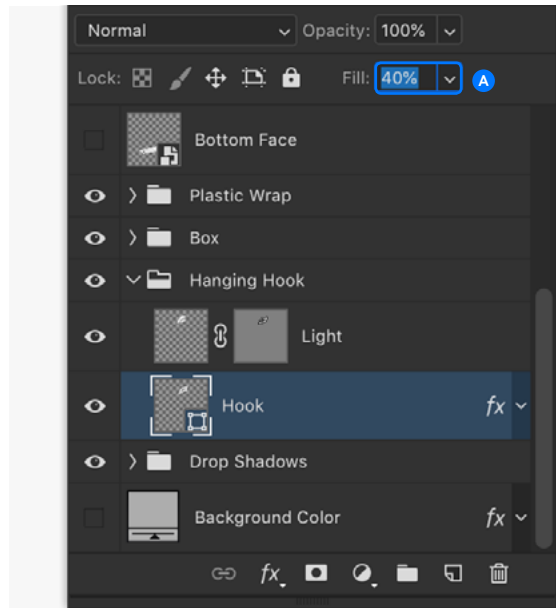 Normal Opacity: 100%
Lock: Fill: 40% A
Bottom Face
Plastic Wrap
Box
Hanging Hook
Light
Hook fx
Drop Shadows
Background Color fx
fx